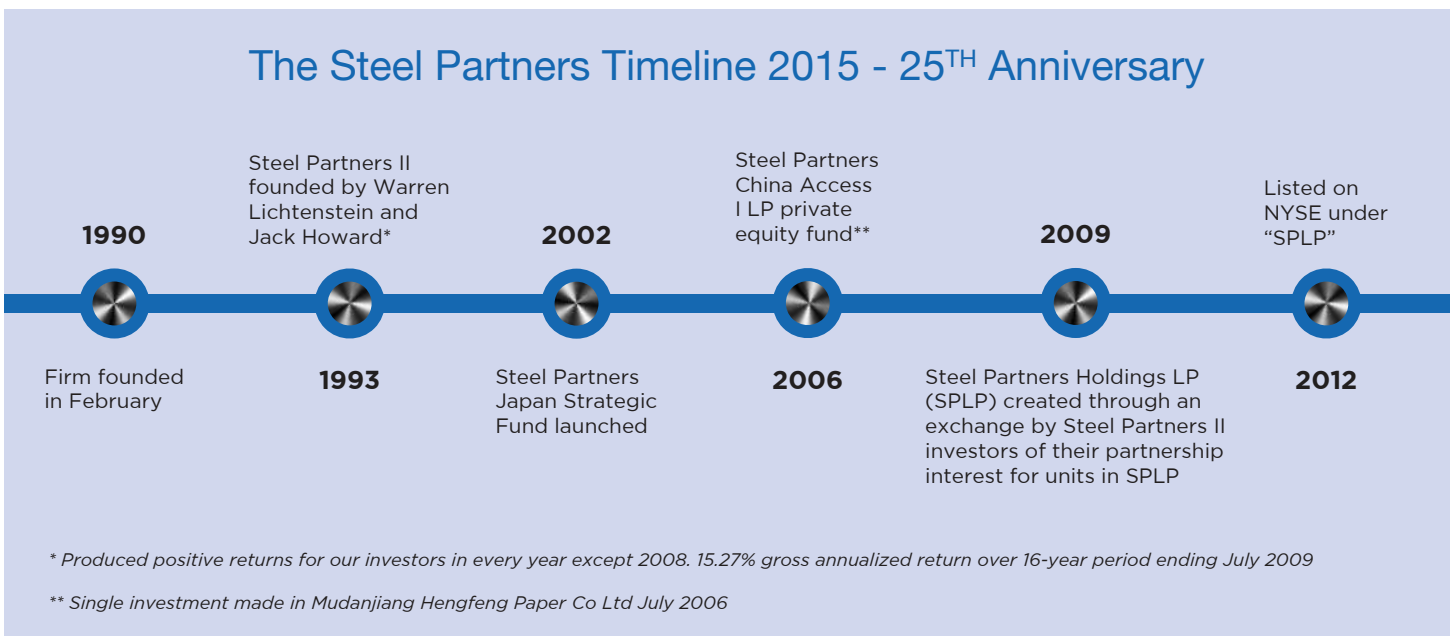 The Steel Partners Timeline 2015 - 25TH Anniversary
1990
Firm founded
in February
Steel Partners II
founded by Warren
Lichtenstein and
Jack Howard*
1993
2002
Steel Partners
Japan Strategic
Fund launched
Steel Partners
China Access
I LP private
equity fund**
2006
2009
Steel Partners Holdings LP
(SPLP) created through an
exchange by Steel Partners II
investors of their partnership
interest for units in SPLP
Listed on
NYSE under
“SPLP”
2012
* Produced positive returns for our investors in every year except 2008. 15.27% gross annualized return over 16-year period ending July 2009
** Single investment made in Mudanjiang Hengfeng Paper Co Ltd July 2006